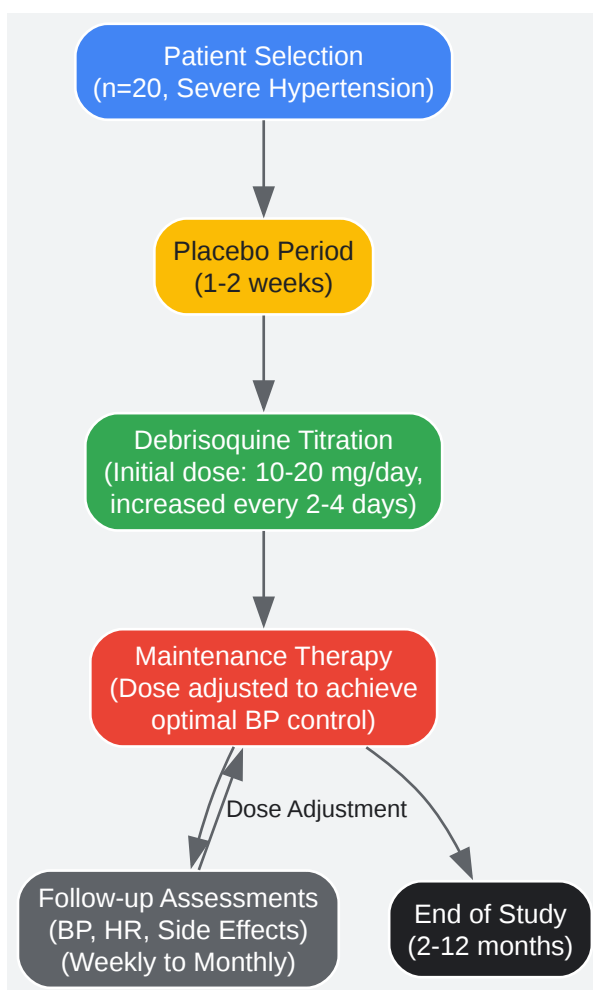 Patient Selection
(n=20, Severe Hypertension)
Placebo Period
(1-2 weeks)
Debrisoquine Titration
(Initial dose: 10-20 mg/day,
increased every 2-4 days)
Maintenance Therapy
(Dose adjusted to achieve
optimal BP control)
Dose Adjustment
Follow-up Assessments
(BP, HR, Side Effects)
(Weekly to Monthly)
End of Study
(2-12 months)